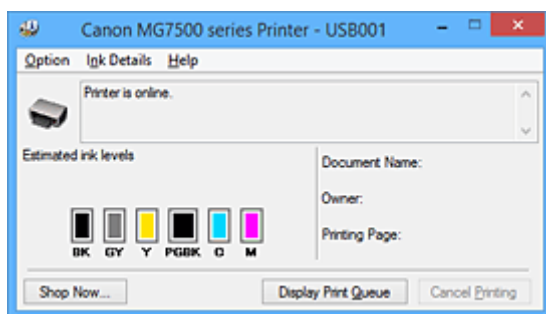 Canon MG7500 series Printer - USB001
Option Ink Details Help
Printer is online.
Estimated ink levels
Document Name:
Owner:
Printing Page:
BK GY Y PGBK C M
Shop Now... Display Print Queue Cancel Printing